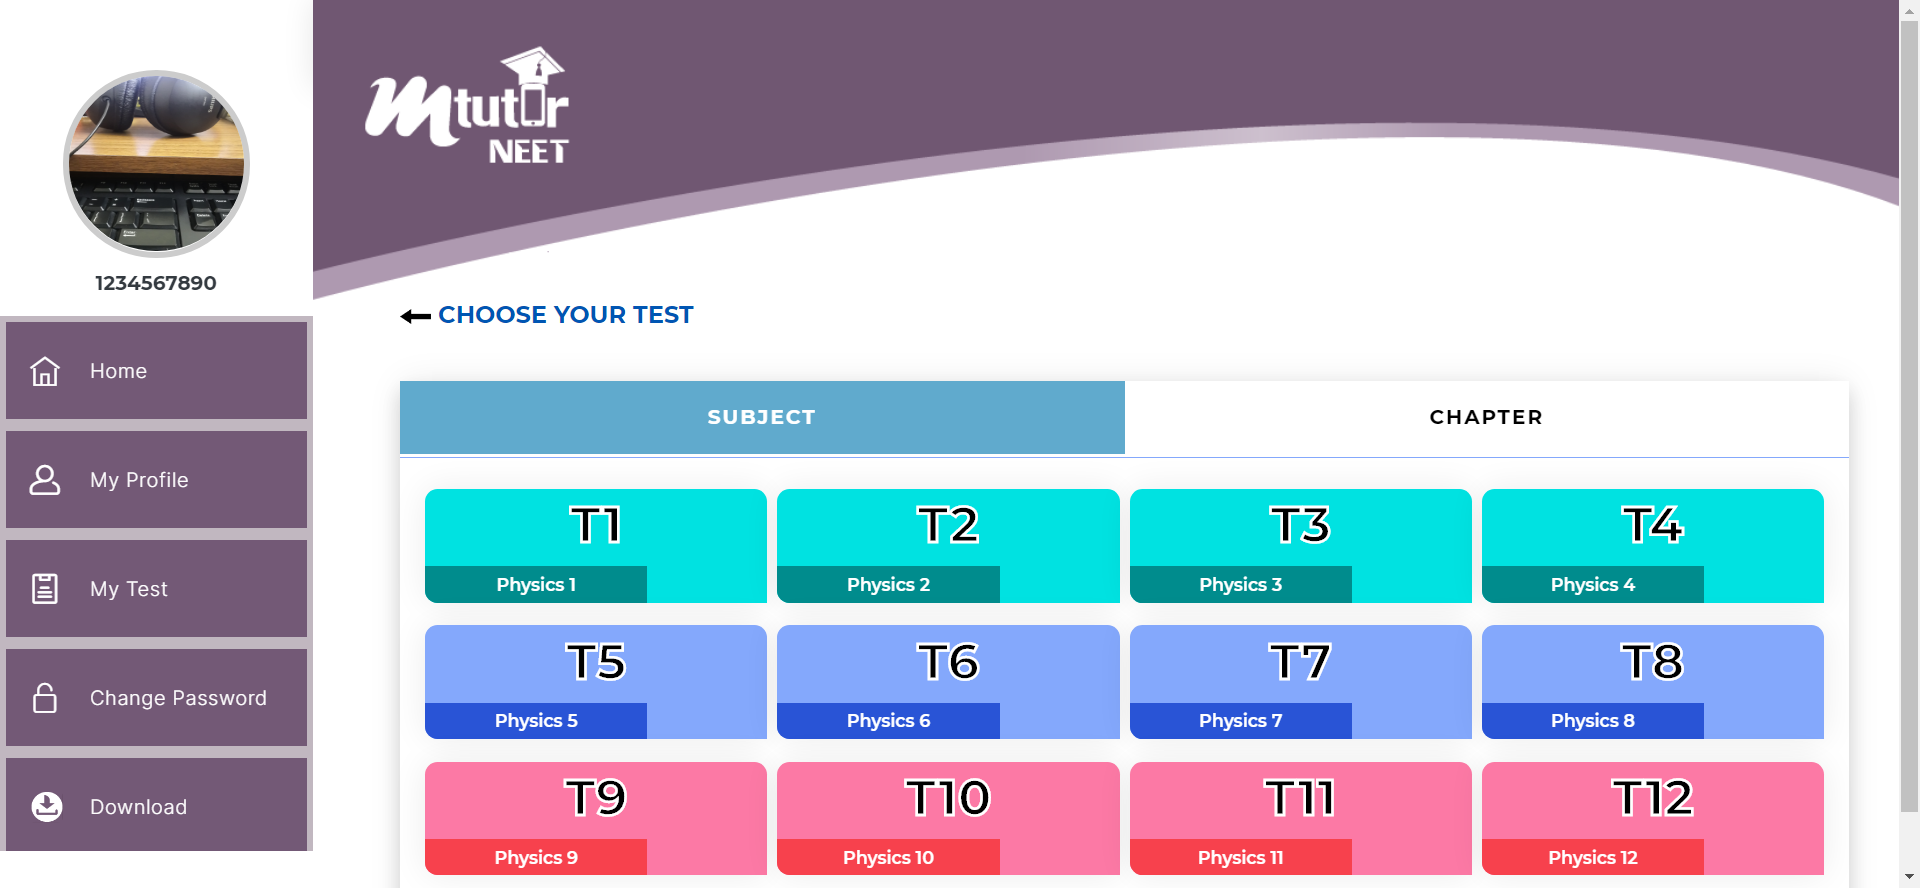 Mtutor
NEET
1234567890
Home
My Profile
My Test
Change Password
Download
CHOOSE YOUR TEST
SUBJECT
CHAPTER
T1
Physics 1
T2
Physics 2
T3
Physics 3
T4
Physics 4
T5
Physics 5
T6
Physics 6
T7
Physics 7
T8
Physics 8
T9
Physics 9
T10
Physics 10
T11
Physics 11
T12
Physics 12